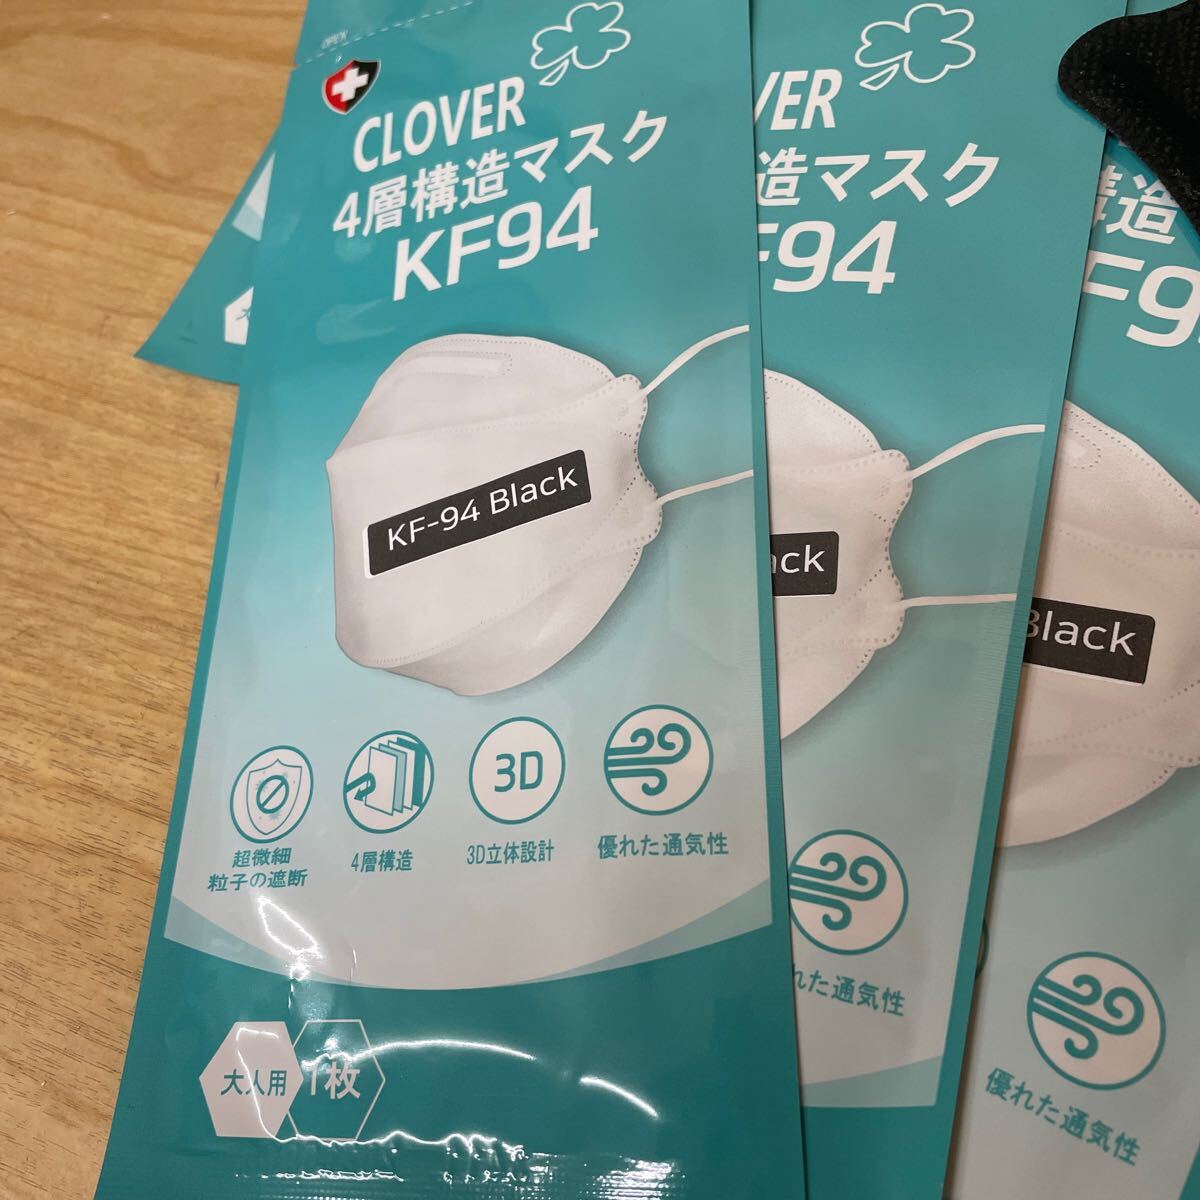 OPEN
CLOVER
4層構造マスク
KF94
KF-94 Black
超微細
粒子の遮断
4層構造
3D
3D立体設計
優れた通気性
大人用
1枚
VER
造マスク
F94
ack
れた通気性
構造
F9
Black
優れた通気性